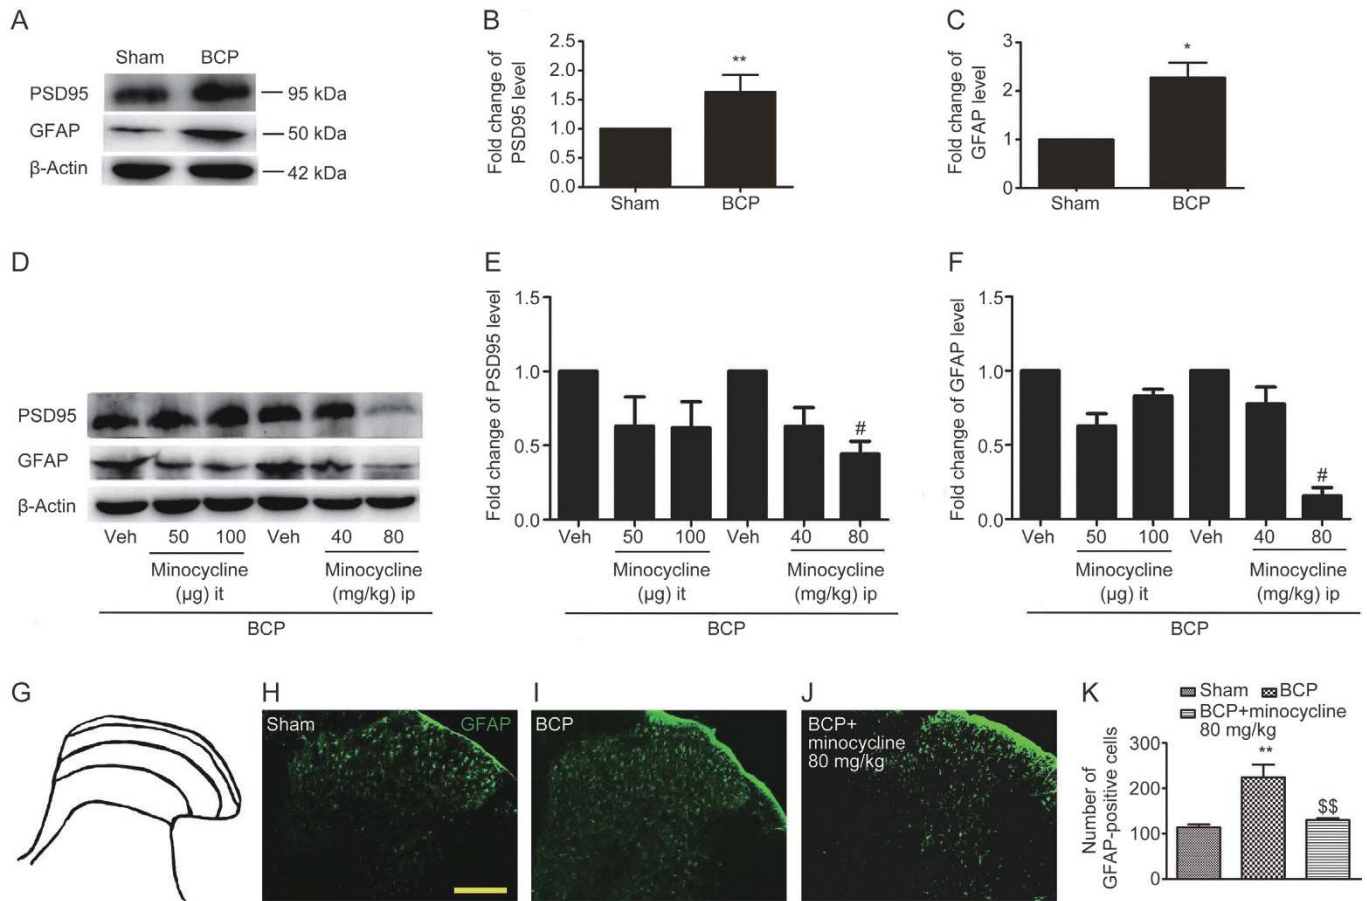 A
Sham BCP
PSD95 95 kDa
GFAP 50 kDa
β-Actin 42 kDa
B
Fold change of
PSD95 level
2.0
1.5
1.0
0.5
0.0
**
Sham BCP
C
Fold change of
GFAP level
3
2
1
0
*
Sham BCP
D
PSD95
GFAP
β-Actin
Veh 50 100 Veh 40 80
Minocycline Minocycline
(μg) it (mg/kg) ip
BCP
E
Fold change of PSD95 level
1.5
1.0
0.5
0.0
#
Veh 50 100 Veh 40 80
Minocycline Minocycline
(μg) it (mg/kg) ip
BCP
F
Fold change of GFAP level
1.5
1.0
0.5
0.0
#
Veh 50 100 Veh 40 80
Minocycline Minocycline
(μg) it (mg/kg) ip
BCP
G
H
Sham GFAP
I
BCP
J
BCP+
minocycline
80 mg/kg
K
Sham BCP
BCP+minocycline
80 mg/kg
Number of
GFAP-positive cells
300
200
100
0
**
$$